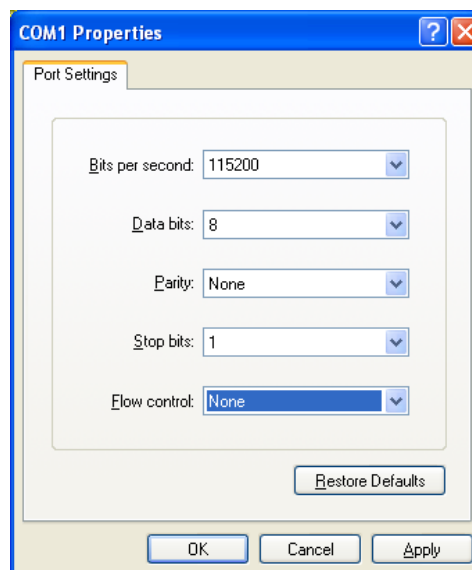 COM1 Properties
Port Settings
Bits per second: 115200
Data bits: 8
Parity: None
Stop bits: 1
Flow control: None
Restore Defaults
OK Cancel Apply